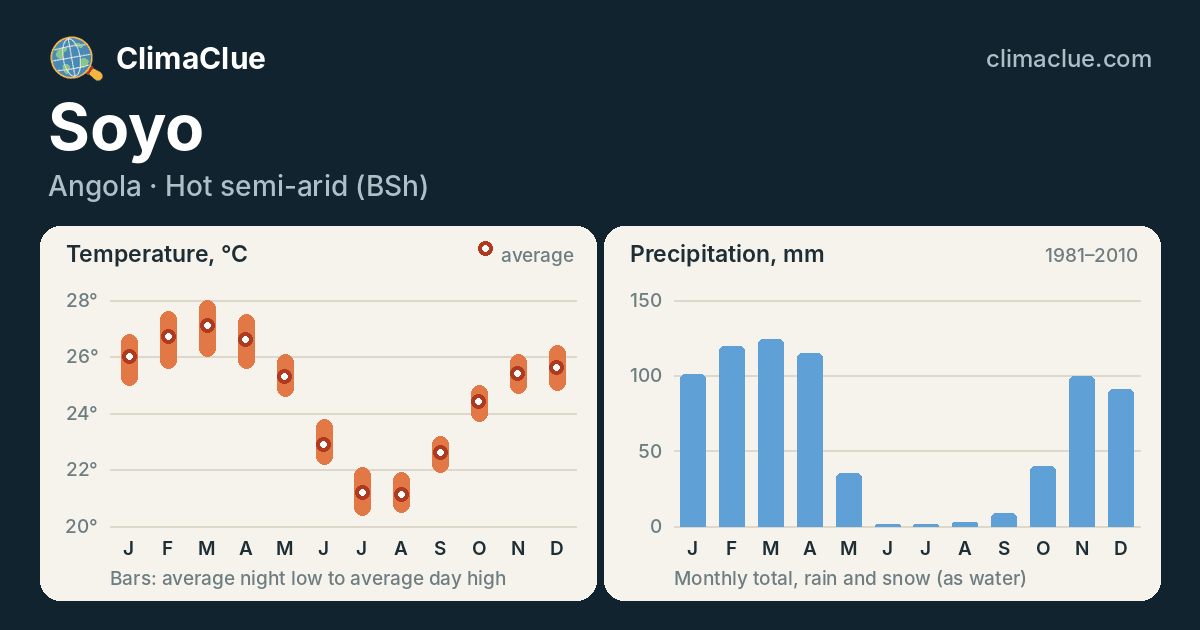 ClimaClue
climaclue.com
Soyo
Angola · Hot semi-arid (BSh)
Temperature, °C
average
28°
26°
24°
22°
20°
J F M A M J J A S O N D
Bars: average night low to average day high
Precipitation, mm
1981–2010
150
100
50
0
J F M A M J J A S O N D
Monthly total, rain and snow (as water)